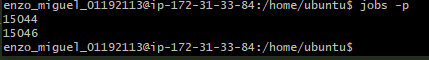 enzo_miguel_01192113@ip-172-31-33-84:/home/ubuntu$ jobs -p
15044
15046
enzo_miguel_01192113@ip-172-31-33-84:/home/ubuntu$